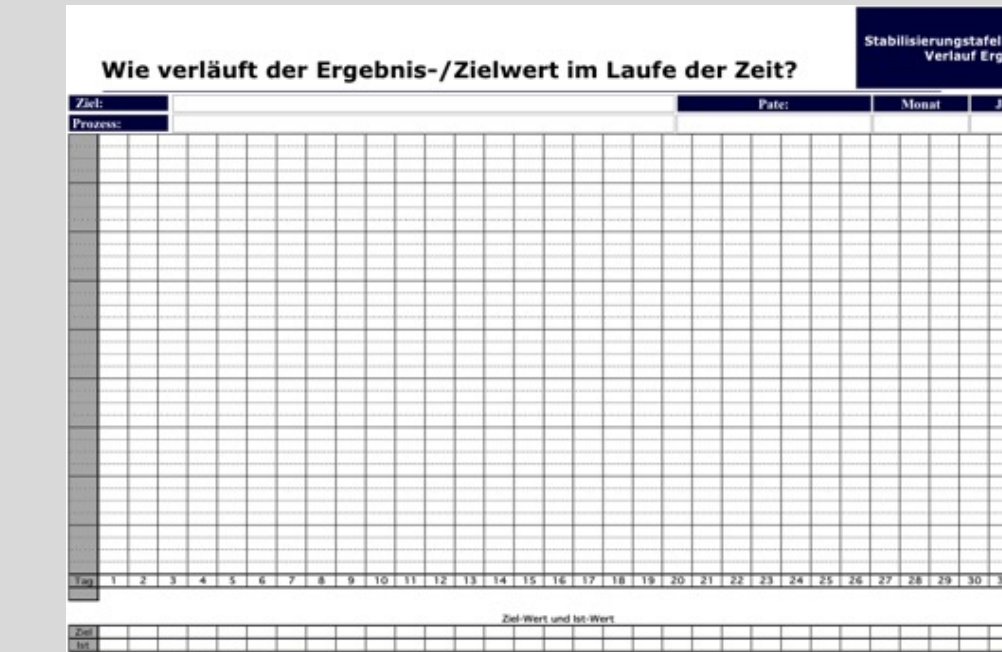 Stabilisierungstafel
Verlauf Erg
Wie verläuft der Ergebnis-/Zielwert im Laufe der Zeit?
Ziel: Pate: Monat J
Prozess:
Tag 1 2 3 4 5 6 7 8 9 10 11 12 13 14 15 16 17 18 19 20 21 22 23 24 25 26 27 28 29 30 3
Ziel-Wert und Ist-Wert
Ziel
Ist